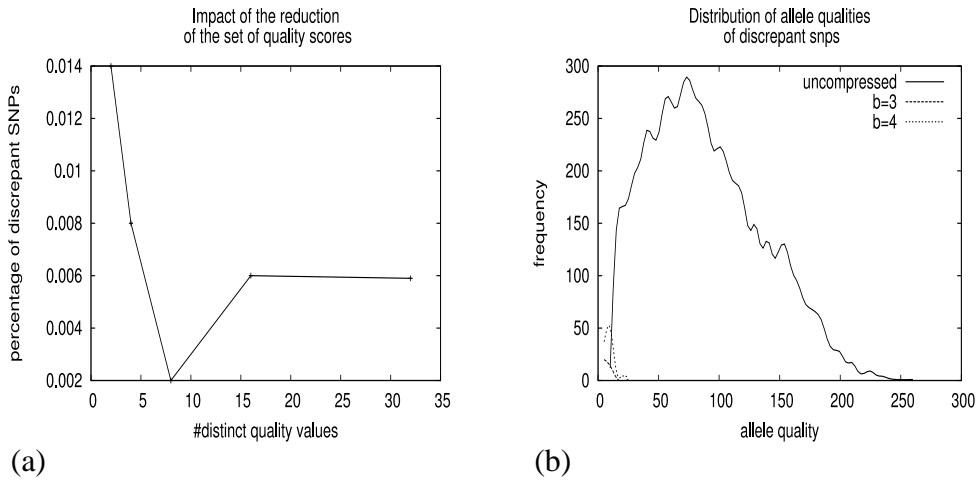 Impact of the reduction
of the set of quality scores
0.014
0.012
0.01
0.008
0.006
0.004
0.002
percentage of discrepant SNPs
0 5 10 15 20 25 30 35
#distinct quality values
(a)
Distribution of allele qualities
of discrepant snps
300
250
200
150
100
50
0
frequency
uncompressed
b=3
b=4
0 50 100 150 200 250 300
allele quality
(b)